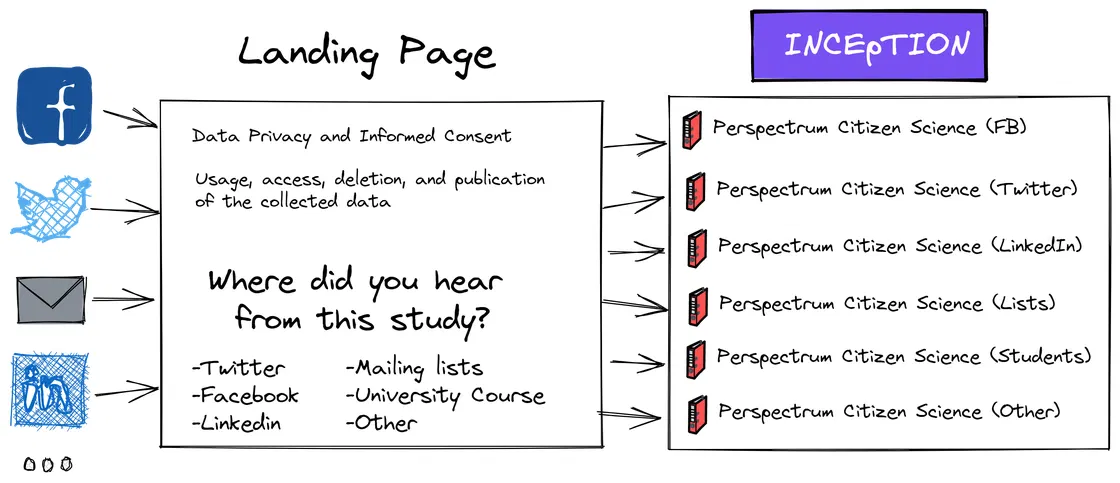 Landing Page
INCEpTION
f
Data Privacy and Informed Consent
Usage, access, deletion, and publication
of the collected data
Where did you hear
from this study?
-Twitter
-Facebook
-Linkedin
-Mailing lists
-University Course
-Other
in
Perspectrum Citizen Science (FB)
Perspectrum Citizen Science (Twitter)
Perspectrum Citizen Science (LinkedIn)
Perspectrum Citizen Science (Lists)
Perspectrum Citizen Science (Students)
Perspectrum Citizen Science (Other)